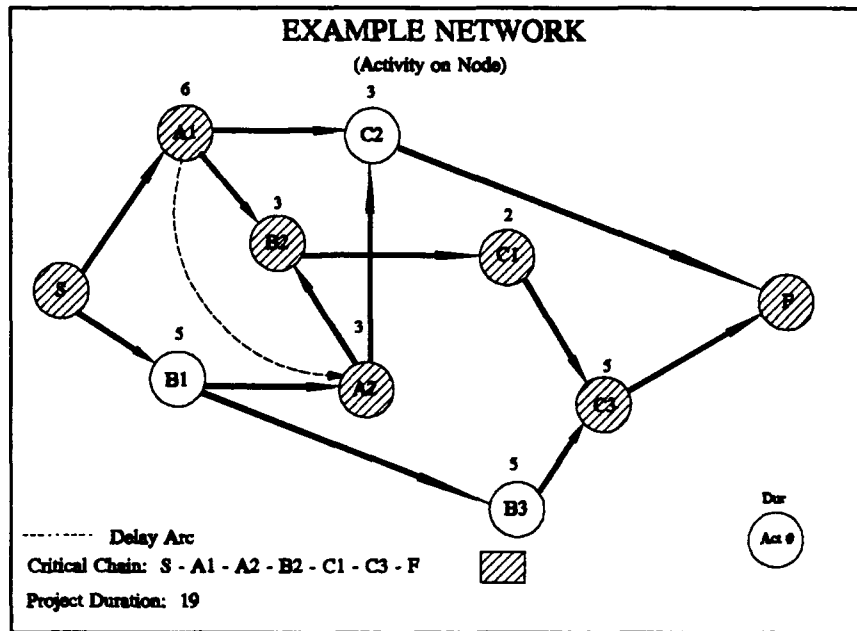 EXAMPLE NETWORK
(Activity on Node)
6
A1
3
C2
3
B2
2
C1
S
F
5
B1
3
A2
5
C3
5
B3
Dur
Act #
Delay Arc
Critical Chain: S - A1 - A2 - B2 - C1 - C3 - F
Project Duration: 19